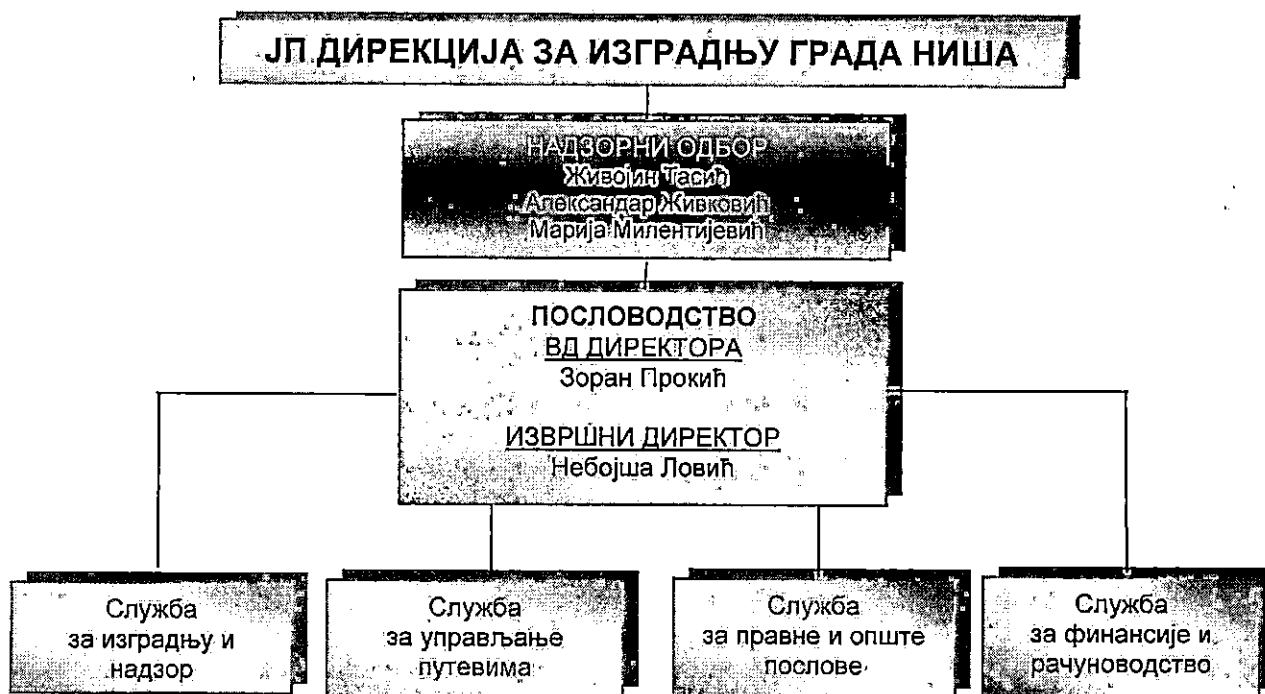 ЈП ДИРЕКЦИЈА ЗА ИЗГРАДЊУ ГРАДА НИША
НАДЗОРНИ ОДБОР
Живојин Тасић
Александар Живковић
Марија Милентијевић
ПОСЛОВОДСТВО
ВД ДИРЕКТОРА
Зоран Прокић
ИЗВРШНИ ДИРЕКТОР
Небојша Ловић
Служба
за изградњу и
надзор
Служба
за управљање
путевима
Служба
за правне и опште
послове
Служба
за финансије и
рачуноводство